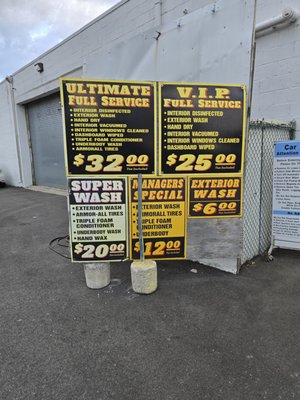 ULTIMATE
FULL SERVICE
• INTERIOR DISINFECTED
• EXTERIOR WASH
• HAND DRY
• INTERIOR VACUUMED
• INTERIOR WINDOWS CLEANED
• DASHBOARD WIPED
• TRIPLE FOAM CONDITIONER
• UNDERBODY WASH
• ARMORALL TIRES
$32.00
V.I.P.
FULL SERVICE
• INTERIOR DISINFECTED
• EXTERIOR WASH
• HAND DRY
• INTERIOR VACUUMED
• INTERIOR WINDOWS CLEANED
• DASHBOARD WIPED
$25.00
SUPER
WASH
• EXTERIOR WASH
• ARMOR-ALL TIRES
• TRIPLE FOAM
CONDITIONER
• UNDERBODY WASH
• HAND WAX
$20.00
MANAGERS
SPECIAL
EXTERIOR WASH
ARMORALL TIRES
TRIPLE FOAM
CONDITIONER
UNDERBODY
$12.00
EXTERIOR
WASH
$6.00
Car